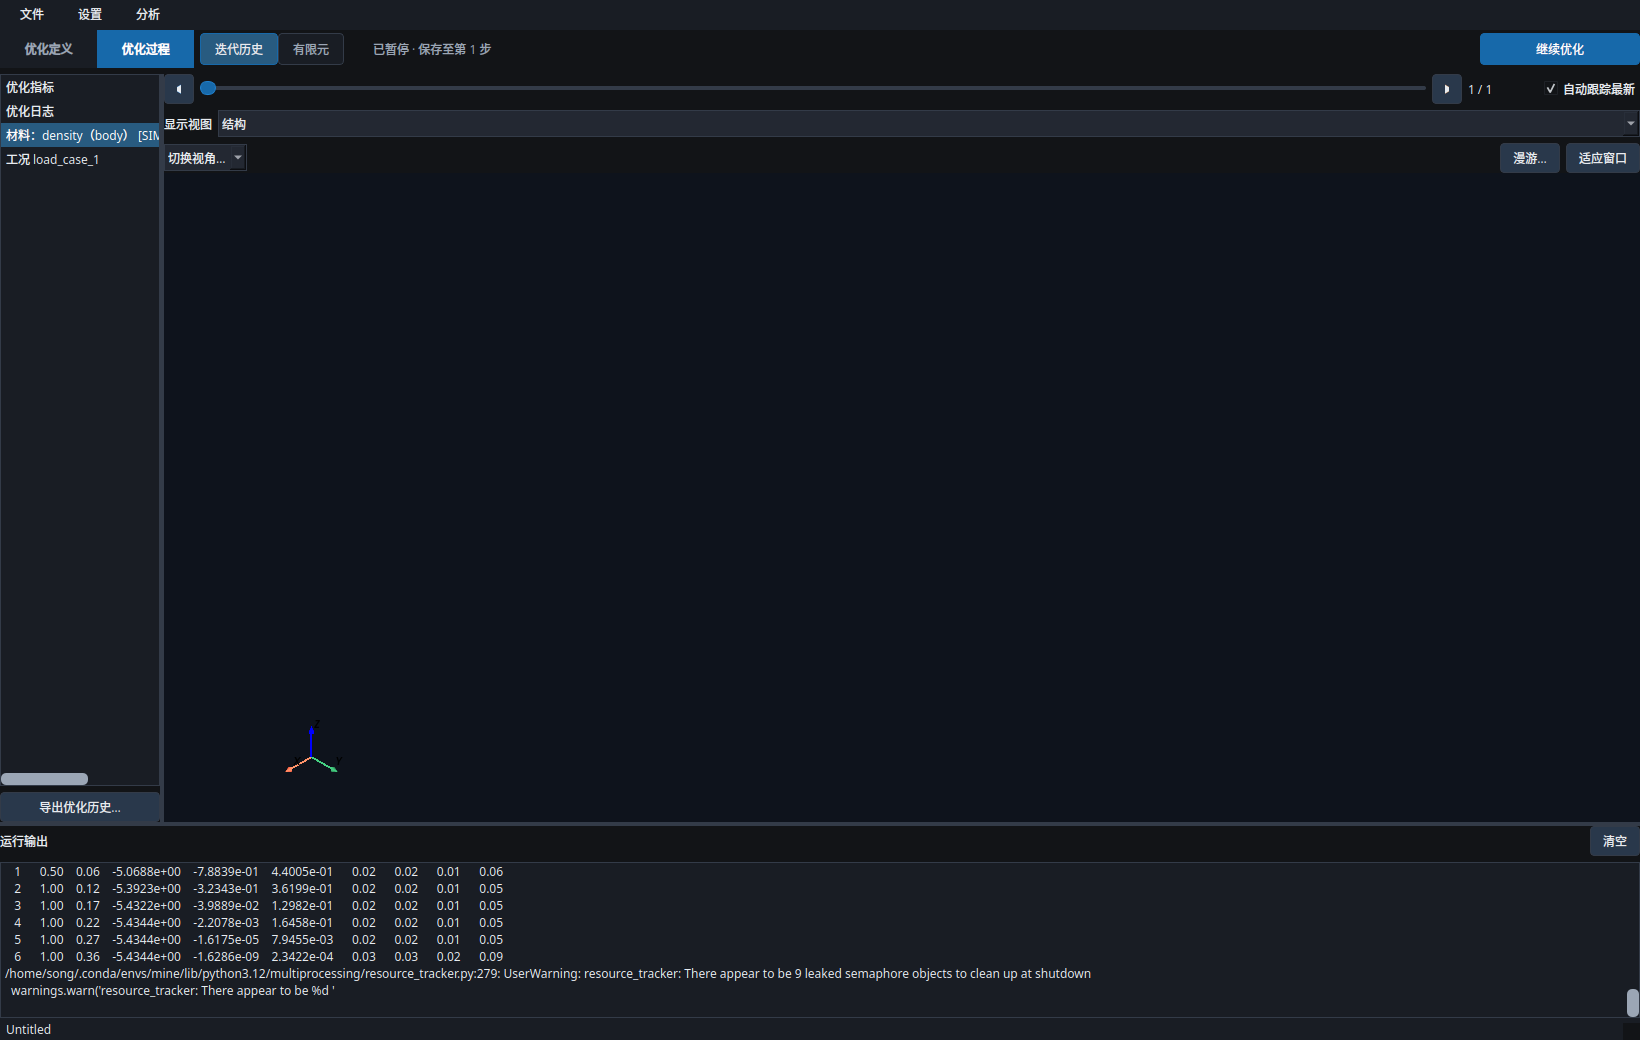 文件 设置 分析
优化定义 优化过程 迭代历史 有限元 已暂停 · 保存至第 1 步 继续优化
优化指标
1 / 1 自动跟踪最新
优化日志
显示视图 结构
材料：density（body） [SIM
工况 load_case_1
切换视角... 漫游... 适应窗口
Z
Y
导出优化历史...
运行输出 清空
1 0.50 0.06 -5.0688e+00 -7.8839e-01 4.4005e-01 0.02 0.02 0.01 0.06
2 1.00 0.12 -5.3923e+00 -3.2343e-01 3.6199e-01 0.02 0.02 0.01 0.05
3 1.00 0.17 -5.4322e+00 -3.9889e-02 1.2982e-01 0.02 0.02 0.01 0.05
4 1.00 0.22 -5.4344e+00 -2.2078e-03 1.6458e-01 0.02 0.02 0.01 0.05
5 1.00 0.27 -5.4344e+00 -1.6175e-05 7.9455e-03 0.02 0.02 0.01 0.05
6 1.00 0.36 -5.4344e+00 -1.6286e-09 2.3422e-04 0.03 0.03 0.02 0.09
/home/song/.conda/envs/mine/lib/python3.12/multiprocessing/resource_tracker.py:279: UserWarning: resource_tracker: There appear to be 9 leaked semaphore objects to clean up at shutdown
warnings.warn('resource_tracker: There appear to be %d '
Untitled